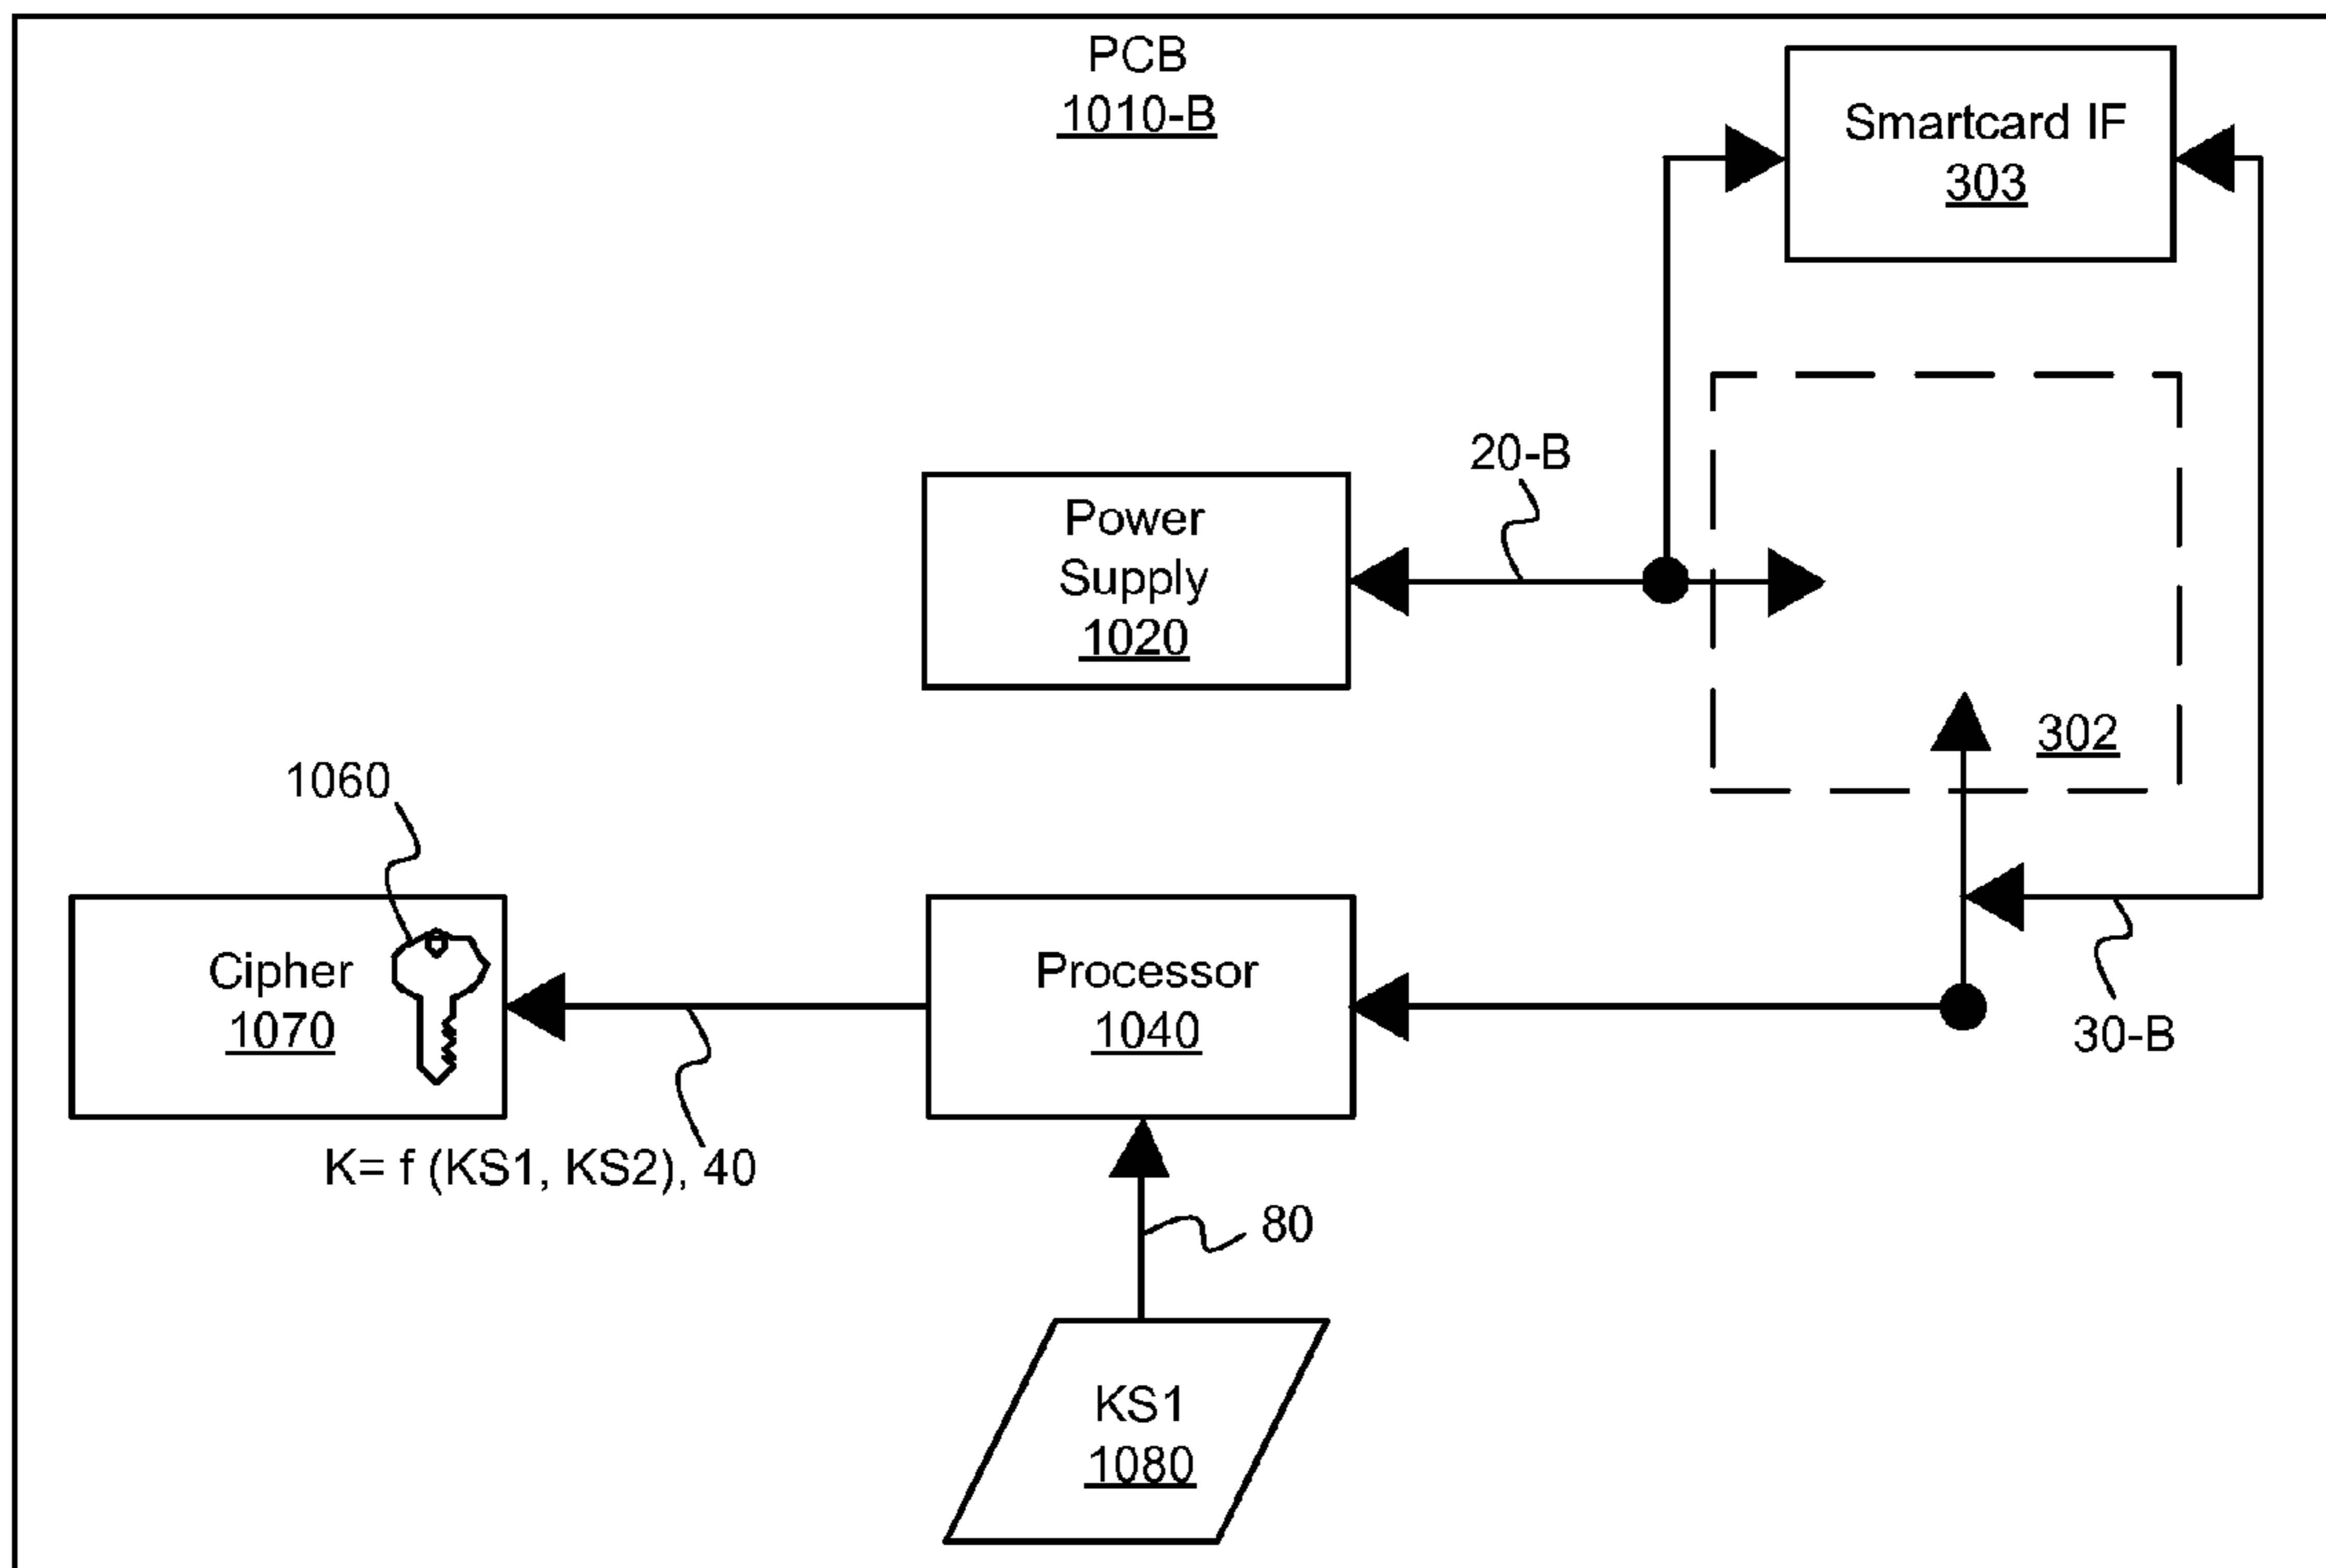 PCB
1010-B
Smartcard IF
303
20-B
Power
Supply
1020
302
1060
Cipher
1070
Processor
1040
30-B
K= f (KS1, KS2), 40
80
KS1
1080